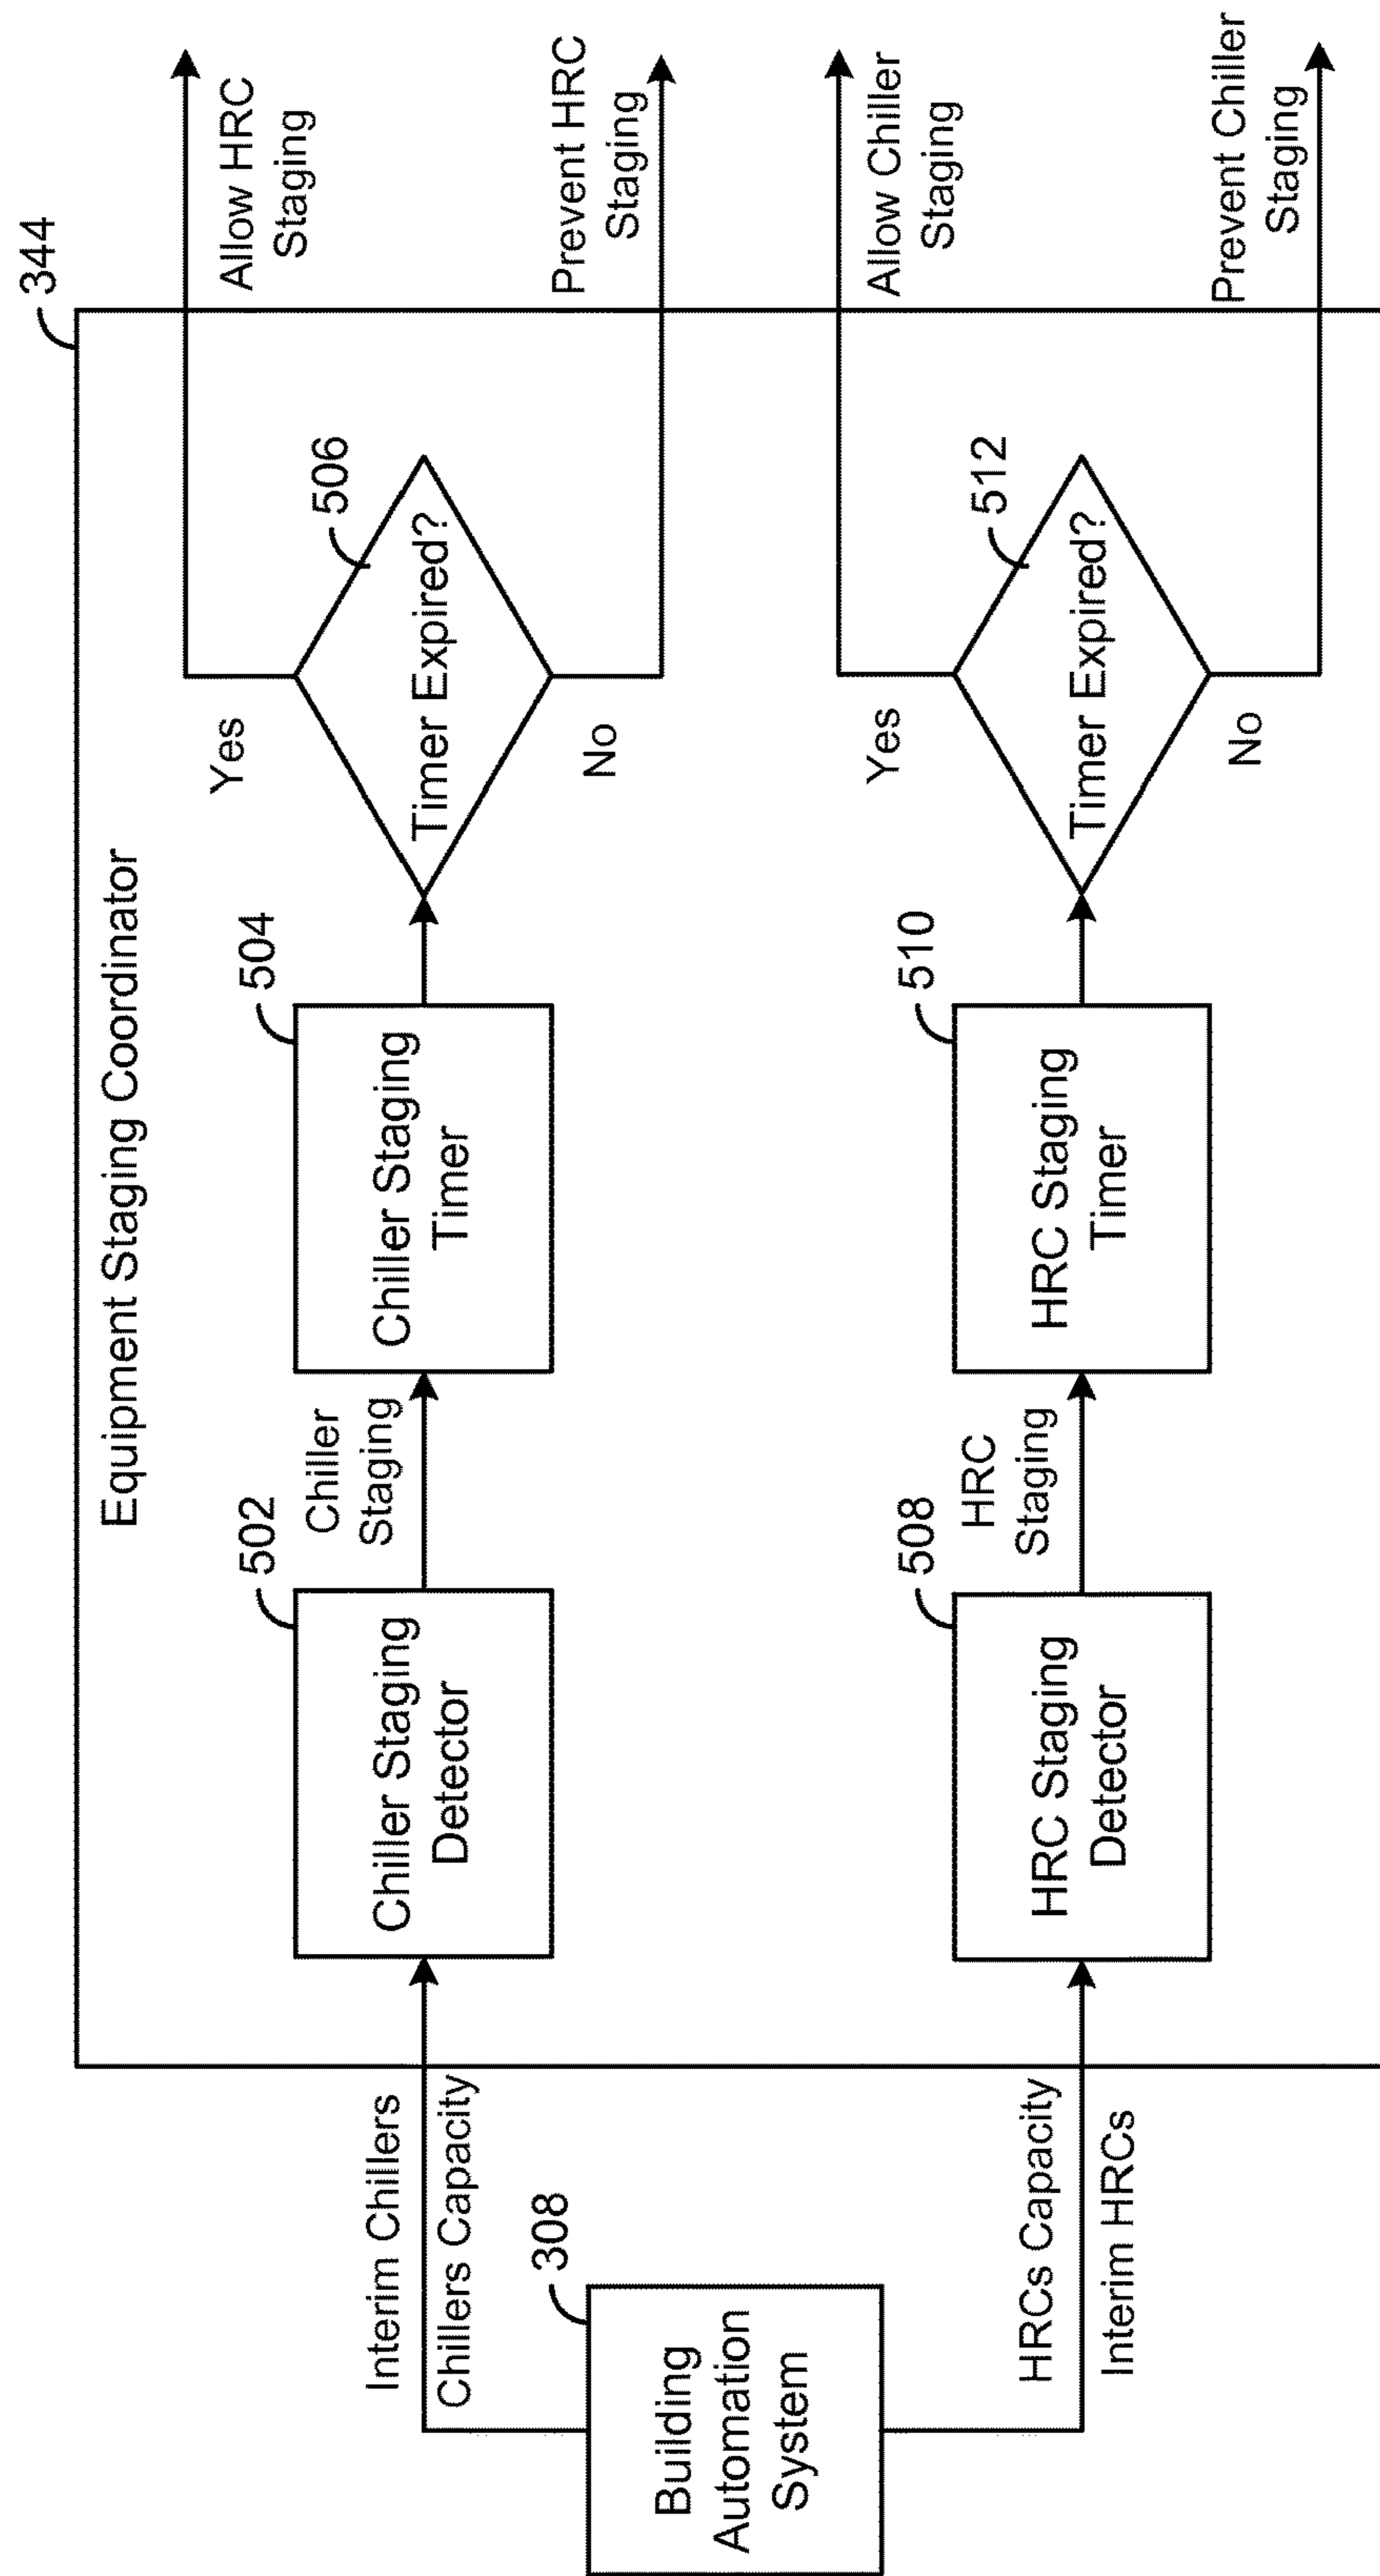 344
Equipment Staging Coordinator
Building
Automation
System
308
Interim Chillers
Chillers Capacity
502
Chiller Staging
Detector
Chiller
Staging
504
Chiller Staging
Timer
506
Timer Expired?
Yes
Allow HRC
Staging
No
Prevent HRC
Staging
HRCs Capacity
Interim HRCs
508
HRC Staging
Detector
HRC
Staging
510
HRC Staging
Timer
512
Timer Expired?
Yes
Allow Chiller
Staging
No
Prevent Chiller
Staging